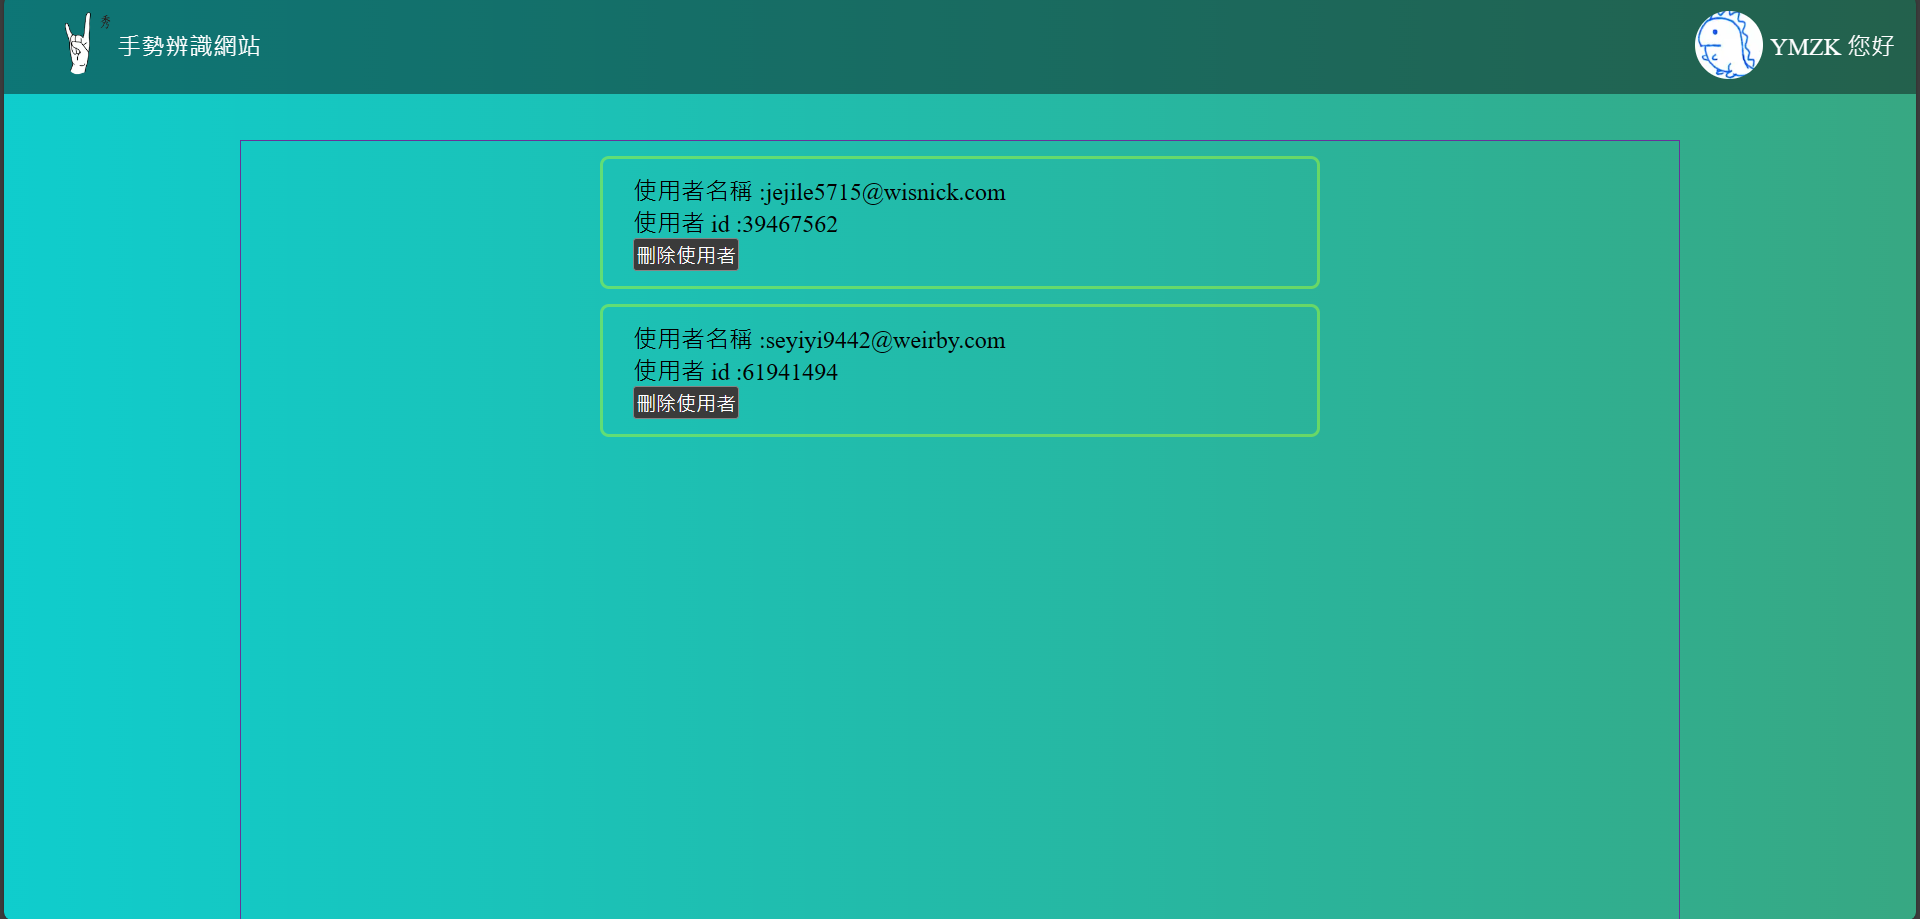 秀
手勢辨識網站
YMZK 您好
使用者名稱 :jejile5715@wisnick.com
使用者 id :39467562
刪除使用者
使用者名稱 :seyiyi9442@weirby.com
使用者 id :61941494
刪除使用者